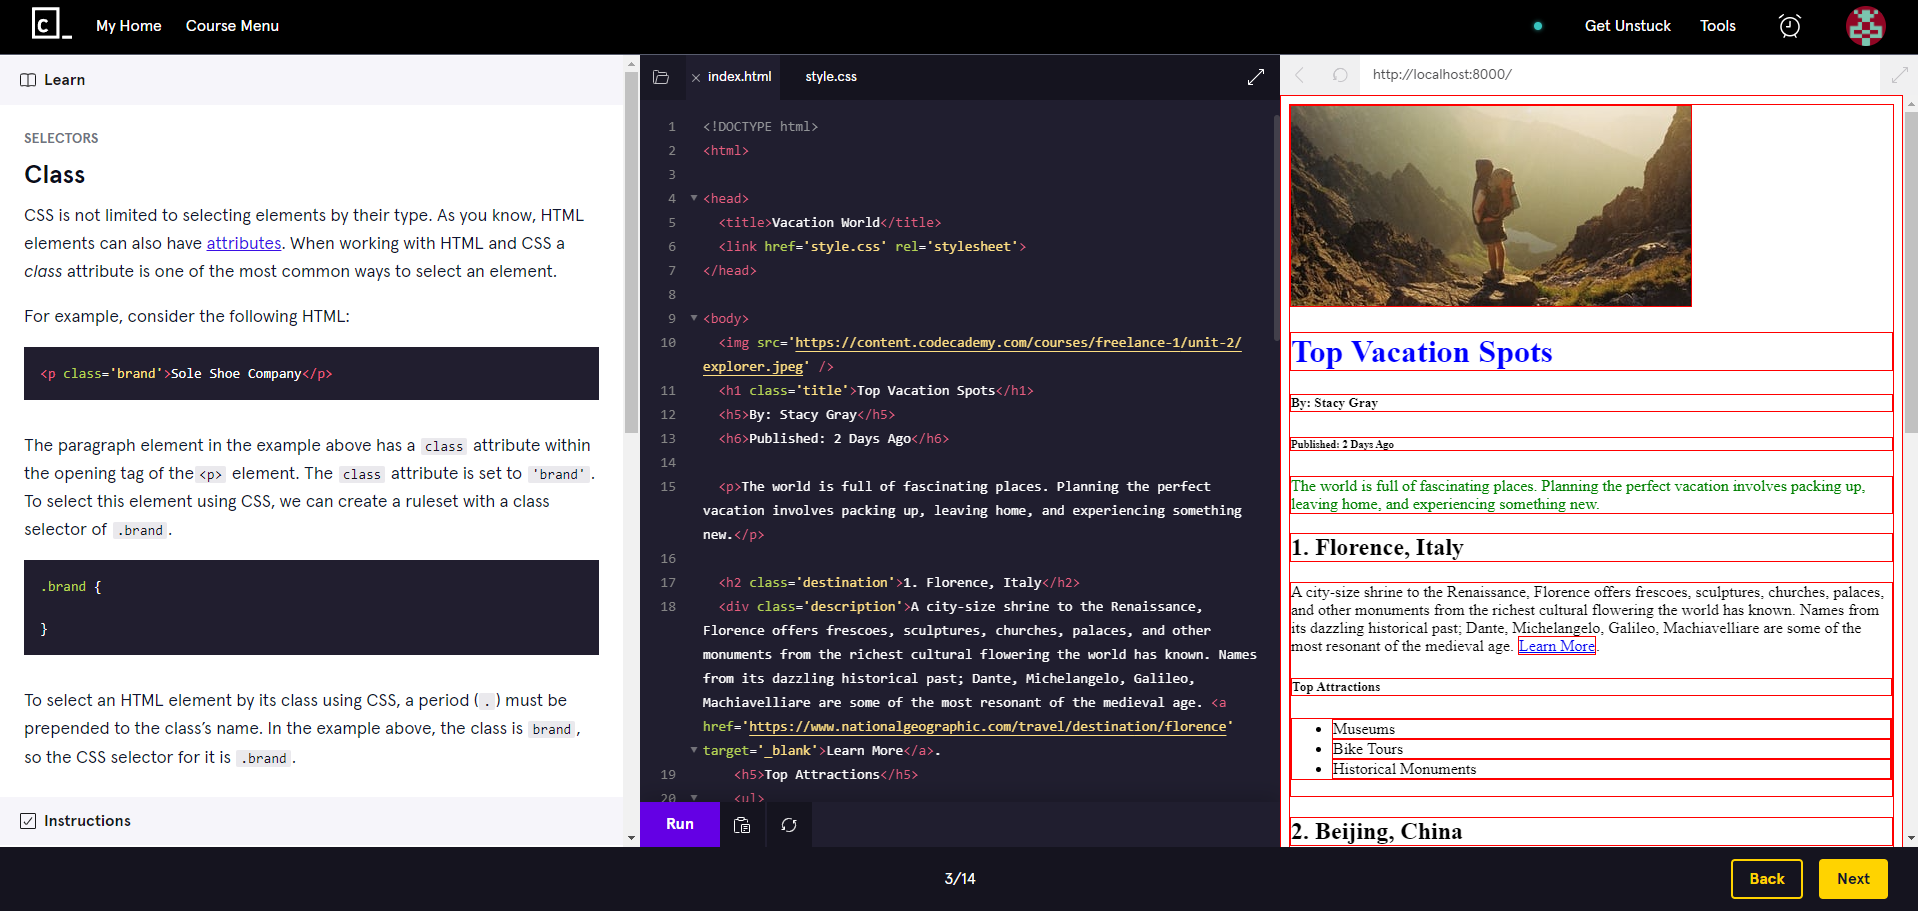 C_
My Home
Course Menu
Get Unstuck
Tools
Learn
SELECTORS
Class
CSS is not limited to selecting elements by their type. As you know, HTML
elements can also have attributes. When working with HTML and CSS a
class attribute is one of the most common ways to select an element.
For example, consider the following HTML:
<p class='brand'>Sole Shoe Company</p>
The paragraph element in the example above has a class attribute within
the opening tag of the <p> element. The class attribute is set to 'brand'.
To select this element using CSS, we can create a ruleset with a class
selector of .brand.
.brand {
}
To select an HTML element by its class using CSS, a period (.) must be
prepended to the class’s name. In the example above, the class is brand,
so the CSS selector for it is .brand.
Instructions
index.html
style.css
1 <!DOCTYPE html>
2 <html>
3
4 <head>
5 <title>Vacation World</title>
6 <link href='style.css' rel='stylesheet'>
7 </head>
8
9 <body>
10 <img src='https://content.codecademy.com/courses/freelance-1/unit-2/
explorer.jpeg' />
11 <h1 class='title'>Top Vacation Spots</h1>
12 <h5>By: Stacy Gray</h5>
13 <h6>Published: 2 Days Ago</h6>
14
15 <p>The world is full of fascinating places. Planning the perfect
vacation involves packing up, leaving home, and experiencing something
new.</p>
16
17 <h2 class='destination'>1. Florence, Italy</h2>
18 <div class='description'>A city-size shrine to the Renaissance,
Florence offers frescoes, sculptures, churches, palaces, and other
monuments from the richest cultural flowering the world has known. Names
from its dazzling historical past; Dante, Michelangelo, Galileo,
Machiavelliare are some of the most resonant of the medieval age. <a
href='https://www.nationalgeographic.com/travel/destination/florence'
target='_blank'>Learn More</a>.
19 <h5>Top Attractions</h5>
20 <ul>
Run
http://localhost:8000/
Top Vacation Spots
By: Stacy Gray
Published: 2 Days Ago
The world is full of fascinating places. Planning the perfect vacation involves packing up,
leaving home, and experiencing something new.
1. Florence, Italy
A city-size shrine to the Renaissance, Florence offers frescoes, sculptures, churches, palaces,
and other monuments from the richest cultural flowering the world has known. Names from
its dazzling historical past; Dante, Michelangelo, Galileo, Machiavelliare are some of the
most resonant of the medieval age. Learn More.
Top Attractions
Museums
Bike Tours
Historical Monuments
2. Beijing, China
3/14
Back
Next